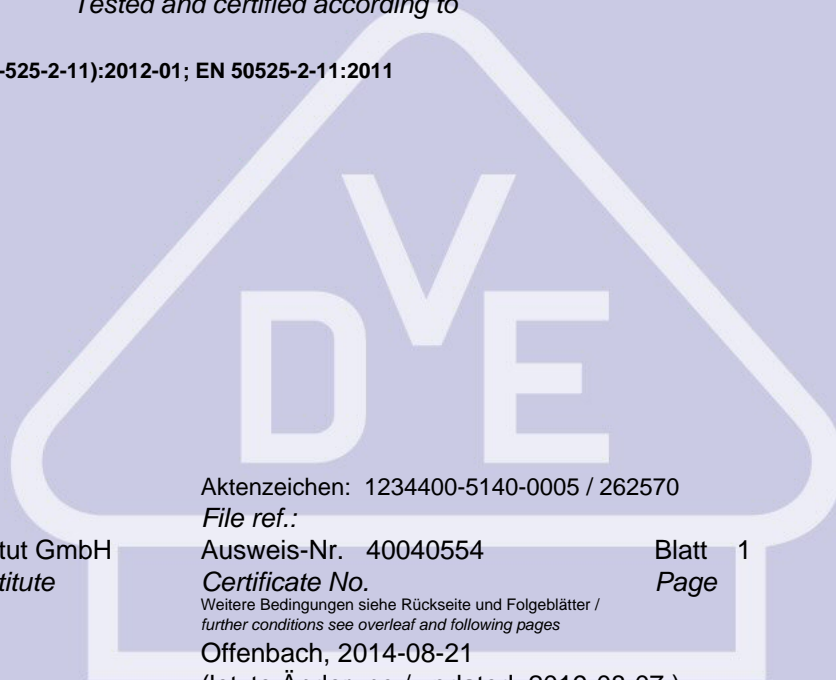 Tested and certified according to
-525-2-11):2012-01; EN 50525-2-11:2011
DVE
Aktenzeichen: 1234400-5140-0005 / 262570
File ref.:
tut GmbH Ausweis-Nr. 40040554 Blatt 1
titute Certificate No. Page
Weitere Bedingungen siehe Rückseite und Folgeblätter /
further conditions see overleaf and following pages
Offenbach, 2014-08-21